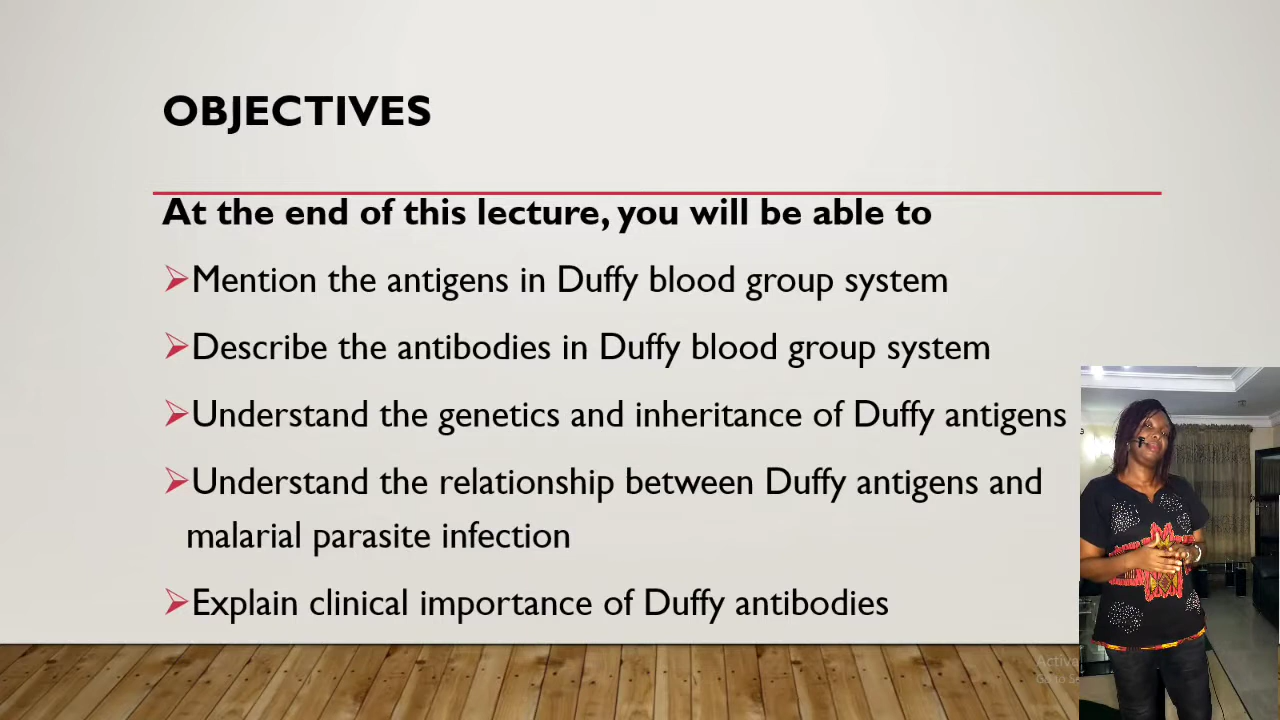 OBJECTIVES
At the end of this lecture, you will be able to
Mention the antigens in Duffy blood group system
Describe the antibodies in Duffy blood group system
Understand the genetics and inheritance of Duffy antigens
Understand the relationship between Duffy antigens and
malarial parasite infection
Explain clinical importance of Duffy antibodies